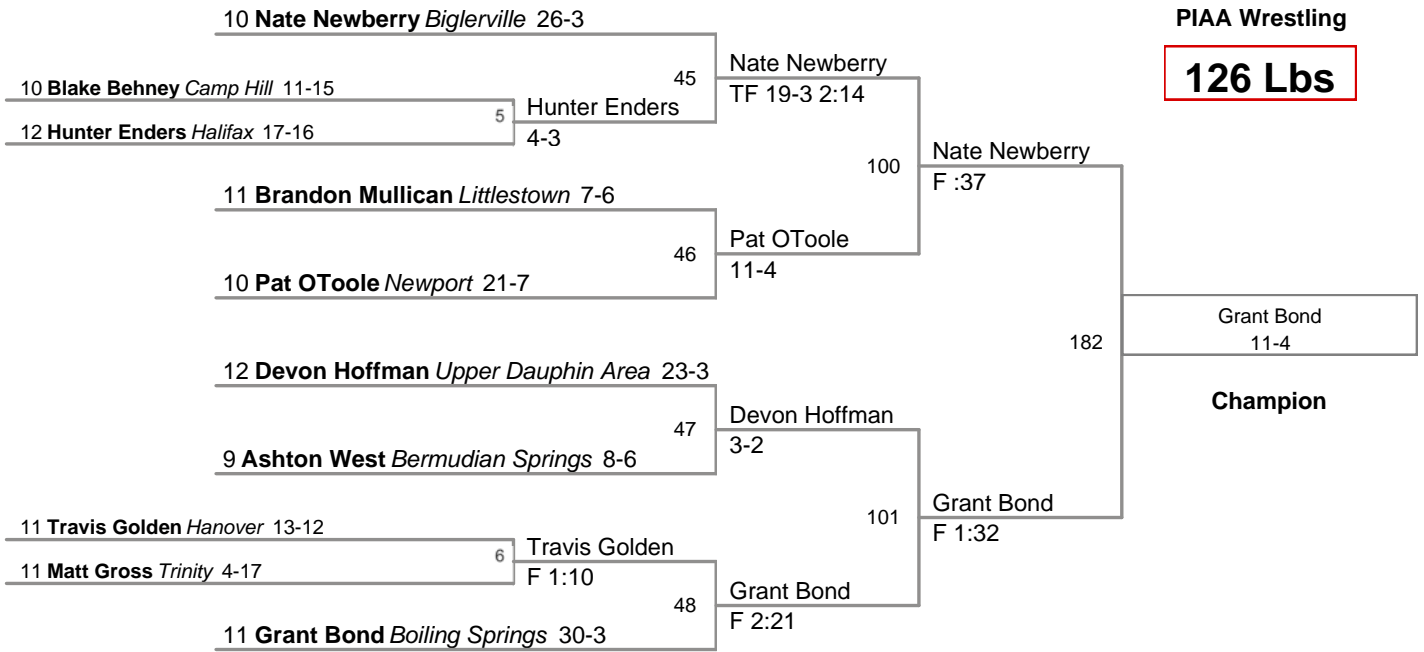 10 Nate Newberry Biglerville 26-3
PIAA Wrestling
126 Lbs
45
Nate Newberry
TF 19-3 2:14
10 Blake Behney Camp Hill 11-15
5
Hunter Enders
4-3
12 Hunter Enders Halifax 17-16
100
Nate Newberry
F :37
11 Brandon Mullican Littlestown 7-6
46
Pat OToole
11-4
10 Pat OToole Newport 21-7
182
Grant Bond
11-4
Champion
12 Devon Hoffman Upper Dauphin Area 23-3
47
Devon Hoffman
3-2
9 Ashton West Bermudian Springs 8-6
101
Grant Bond
F 1:32
11 Travis Golden Hanover 13-12
6
Travis Golden
F 1:10
11 Matt Gross Trinity 4-17
48
Grant Bond
F 2:21
11 Grant Bond Boiling Springs 30-3